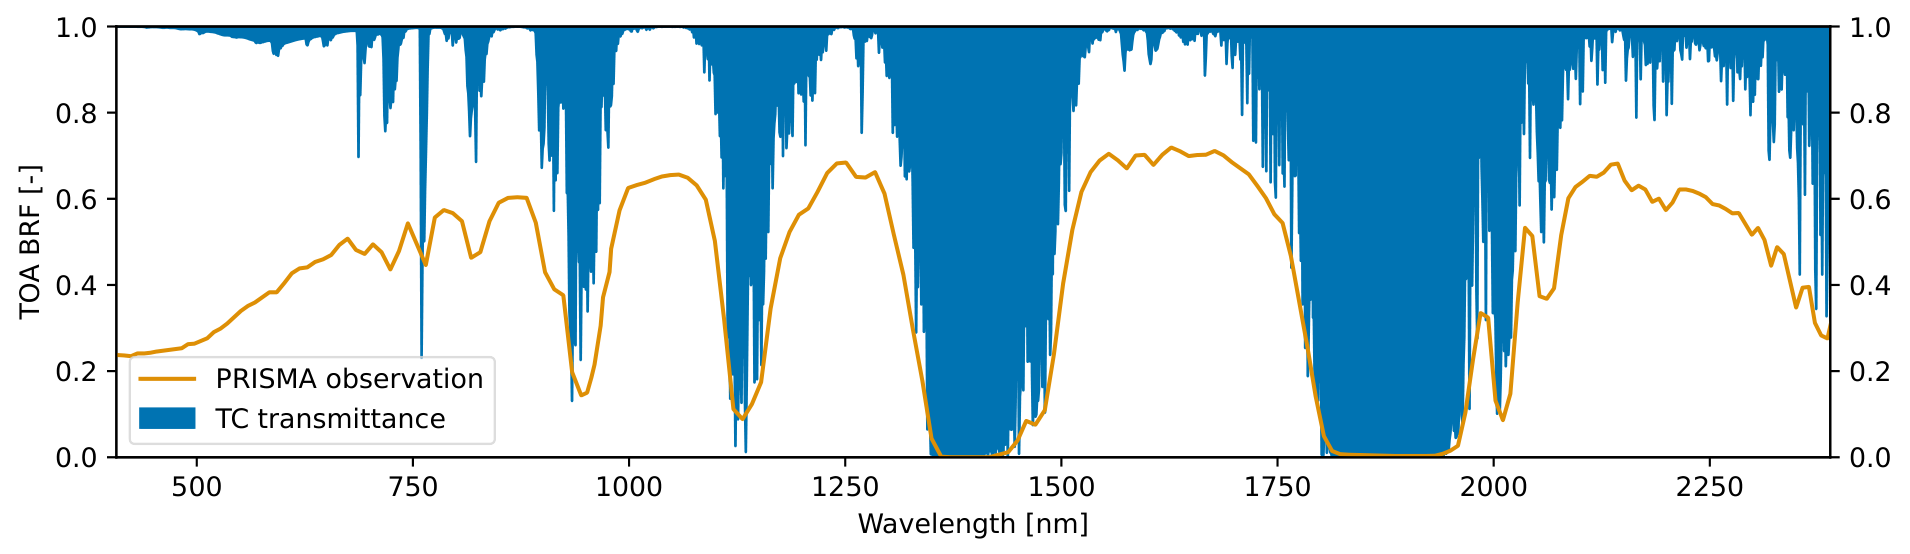 1.0
0.8
0.6
0.4
0.2
0.0
TOA BRF [-]
1.0
0.8
0.6
0.4
0.2
0.0
PRISMA observation
TC transmittance
500 750 1000 1250 1500 1750 2000 2250
Wavelength [nm]